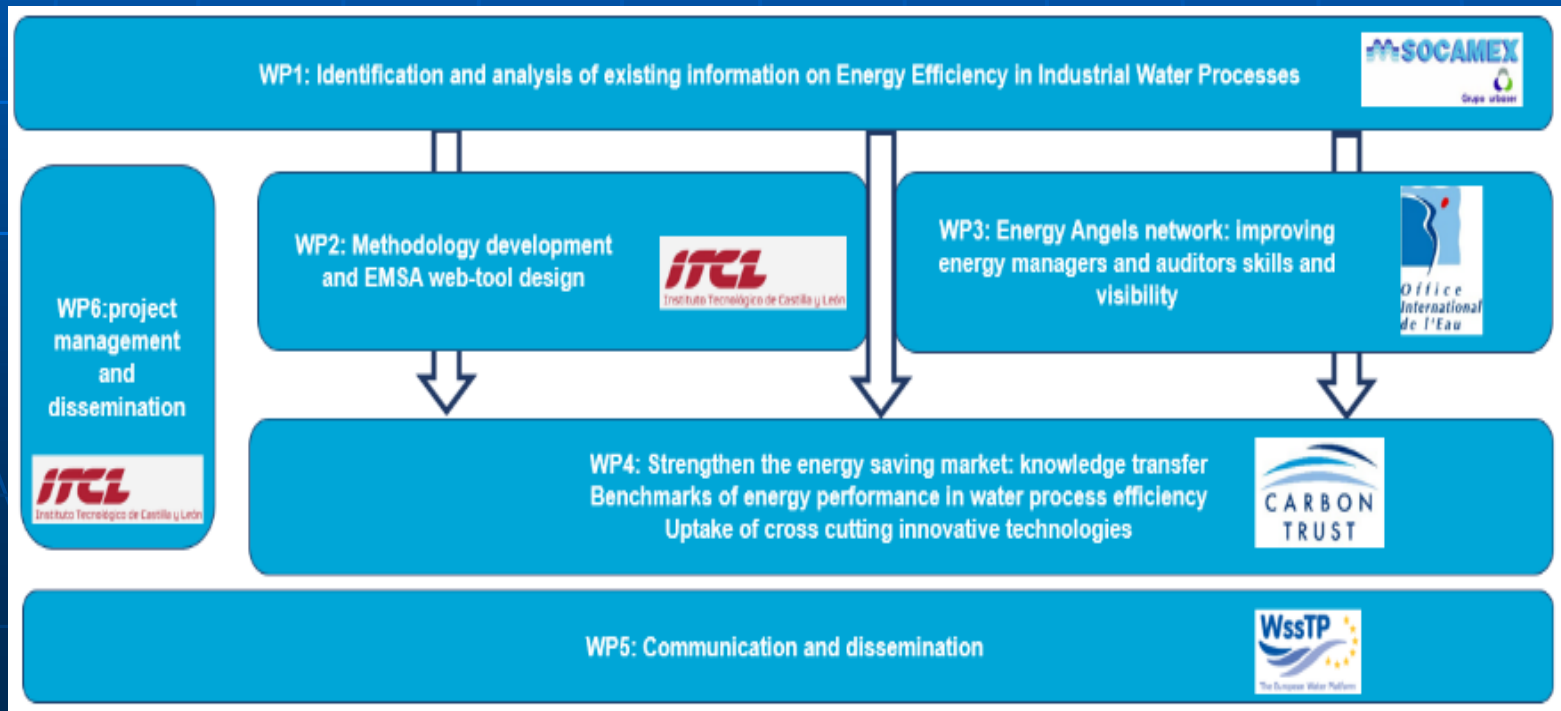 WP1: Identification and analysis of existing information on Energy Efficiency in Industrial Water Processes
SOCAMEX
Grupo urbaser
WP2: Methodology development
and EMSA web-tool design
ITCL
Instituto Tecnológico de Castilla y León
WP3: Energy Angels network: improving
energy managers and auditors skills and
visibility
Office
International
de l'Eau
WP6:project
management
and
dissemination
ITCL
Instituto Tecnológico de Castilla y León
WP4: Strengthen the energy saving market: knowledge transfer
Benchmarks of energy performance in water process efficiency
Uptake of cross cutting innovative technologies
CARBON
TRUST
WP5: Communication and dissemination
WssTP
The European Water Platform